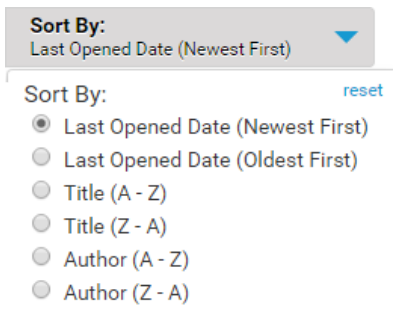 Sort By:
Last Opened Date (Newest First)
Sort By: reset
Last Opened Date (Newest First)
Last Opened Date (Oldest First)
Title (A - Z)
Title (Z - A)
Author (A - Z)
Author (Z - A)